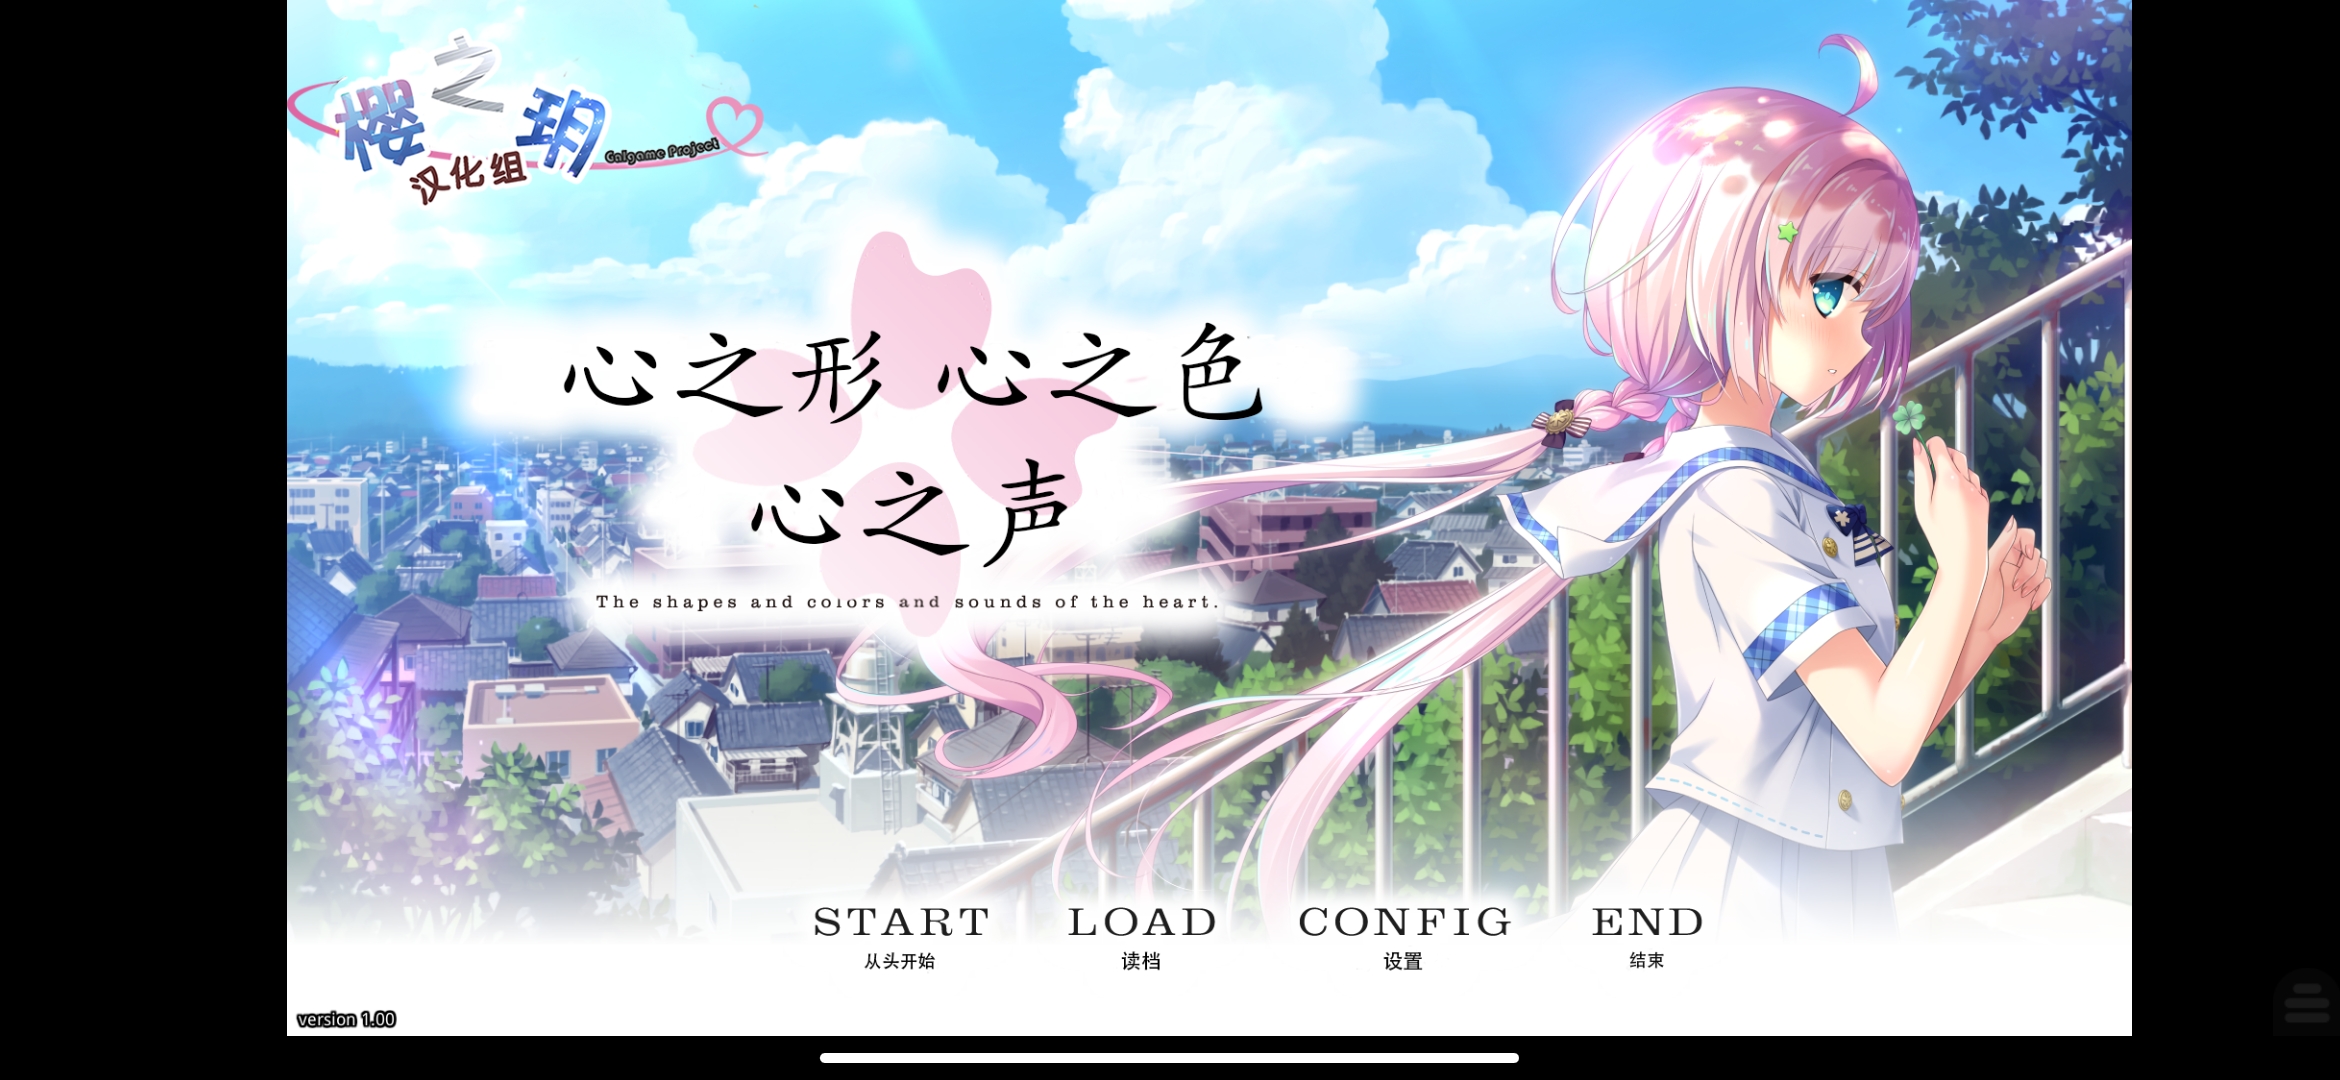 樱之玥
汉化组
Galgame Project
心之形 心之色
心之声
The shapes and colors and sounds of the heart.
START LOAD CONFIG END
从头开始 读档 设置 结束
version 1.00